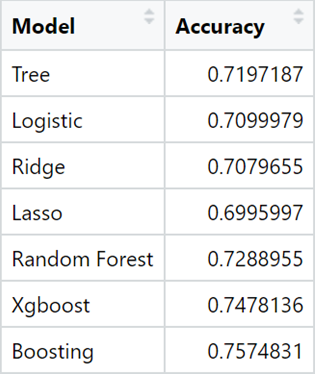 Model Accuracy
Tree 0.7197187
Logistic 0.7099979
Ridge 0.7079655
Lasso 0.6995997
Random Forest 0.7288955
Xgboost 0.7478136
Boosting 0.7574831